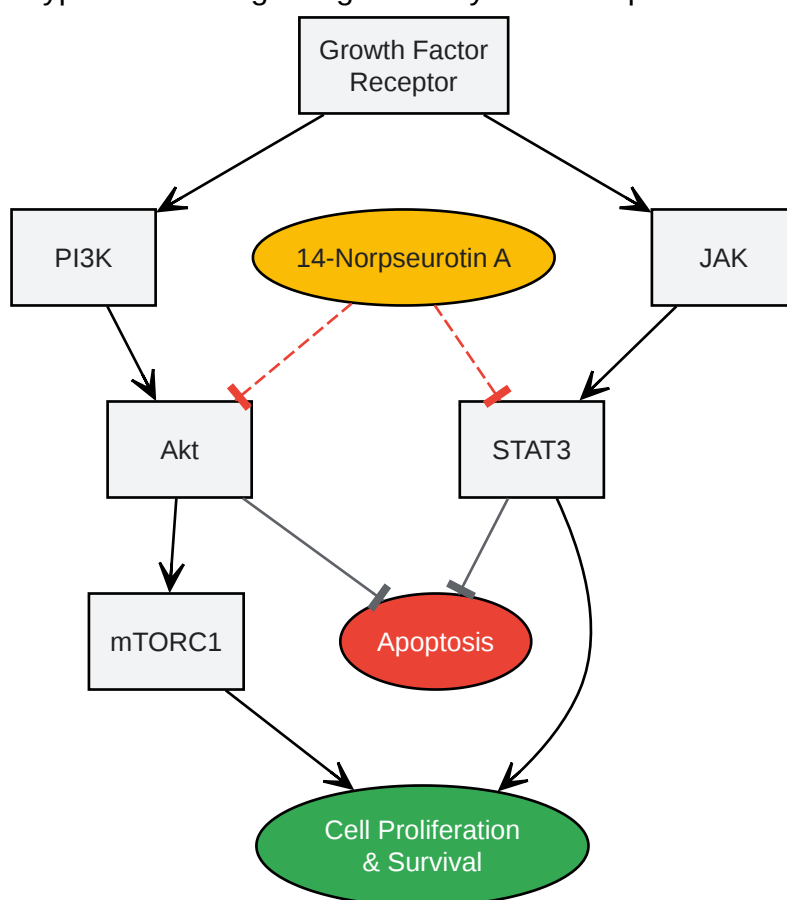 Growth Factor
Receptor
PI3K
14-Norpseurotin A
JAK
Akt
STAT3
mTORC1
Apoptosis
Cell Proliferation
& Survival